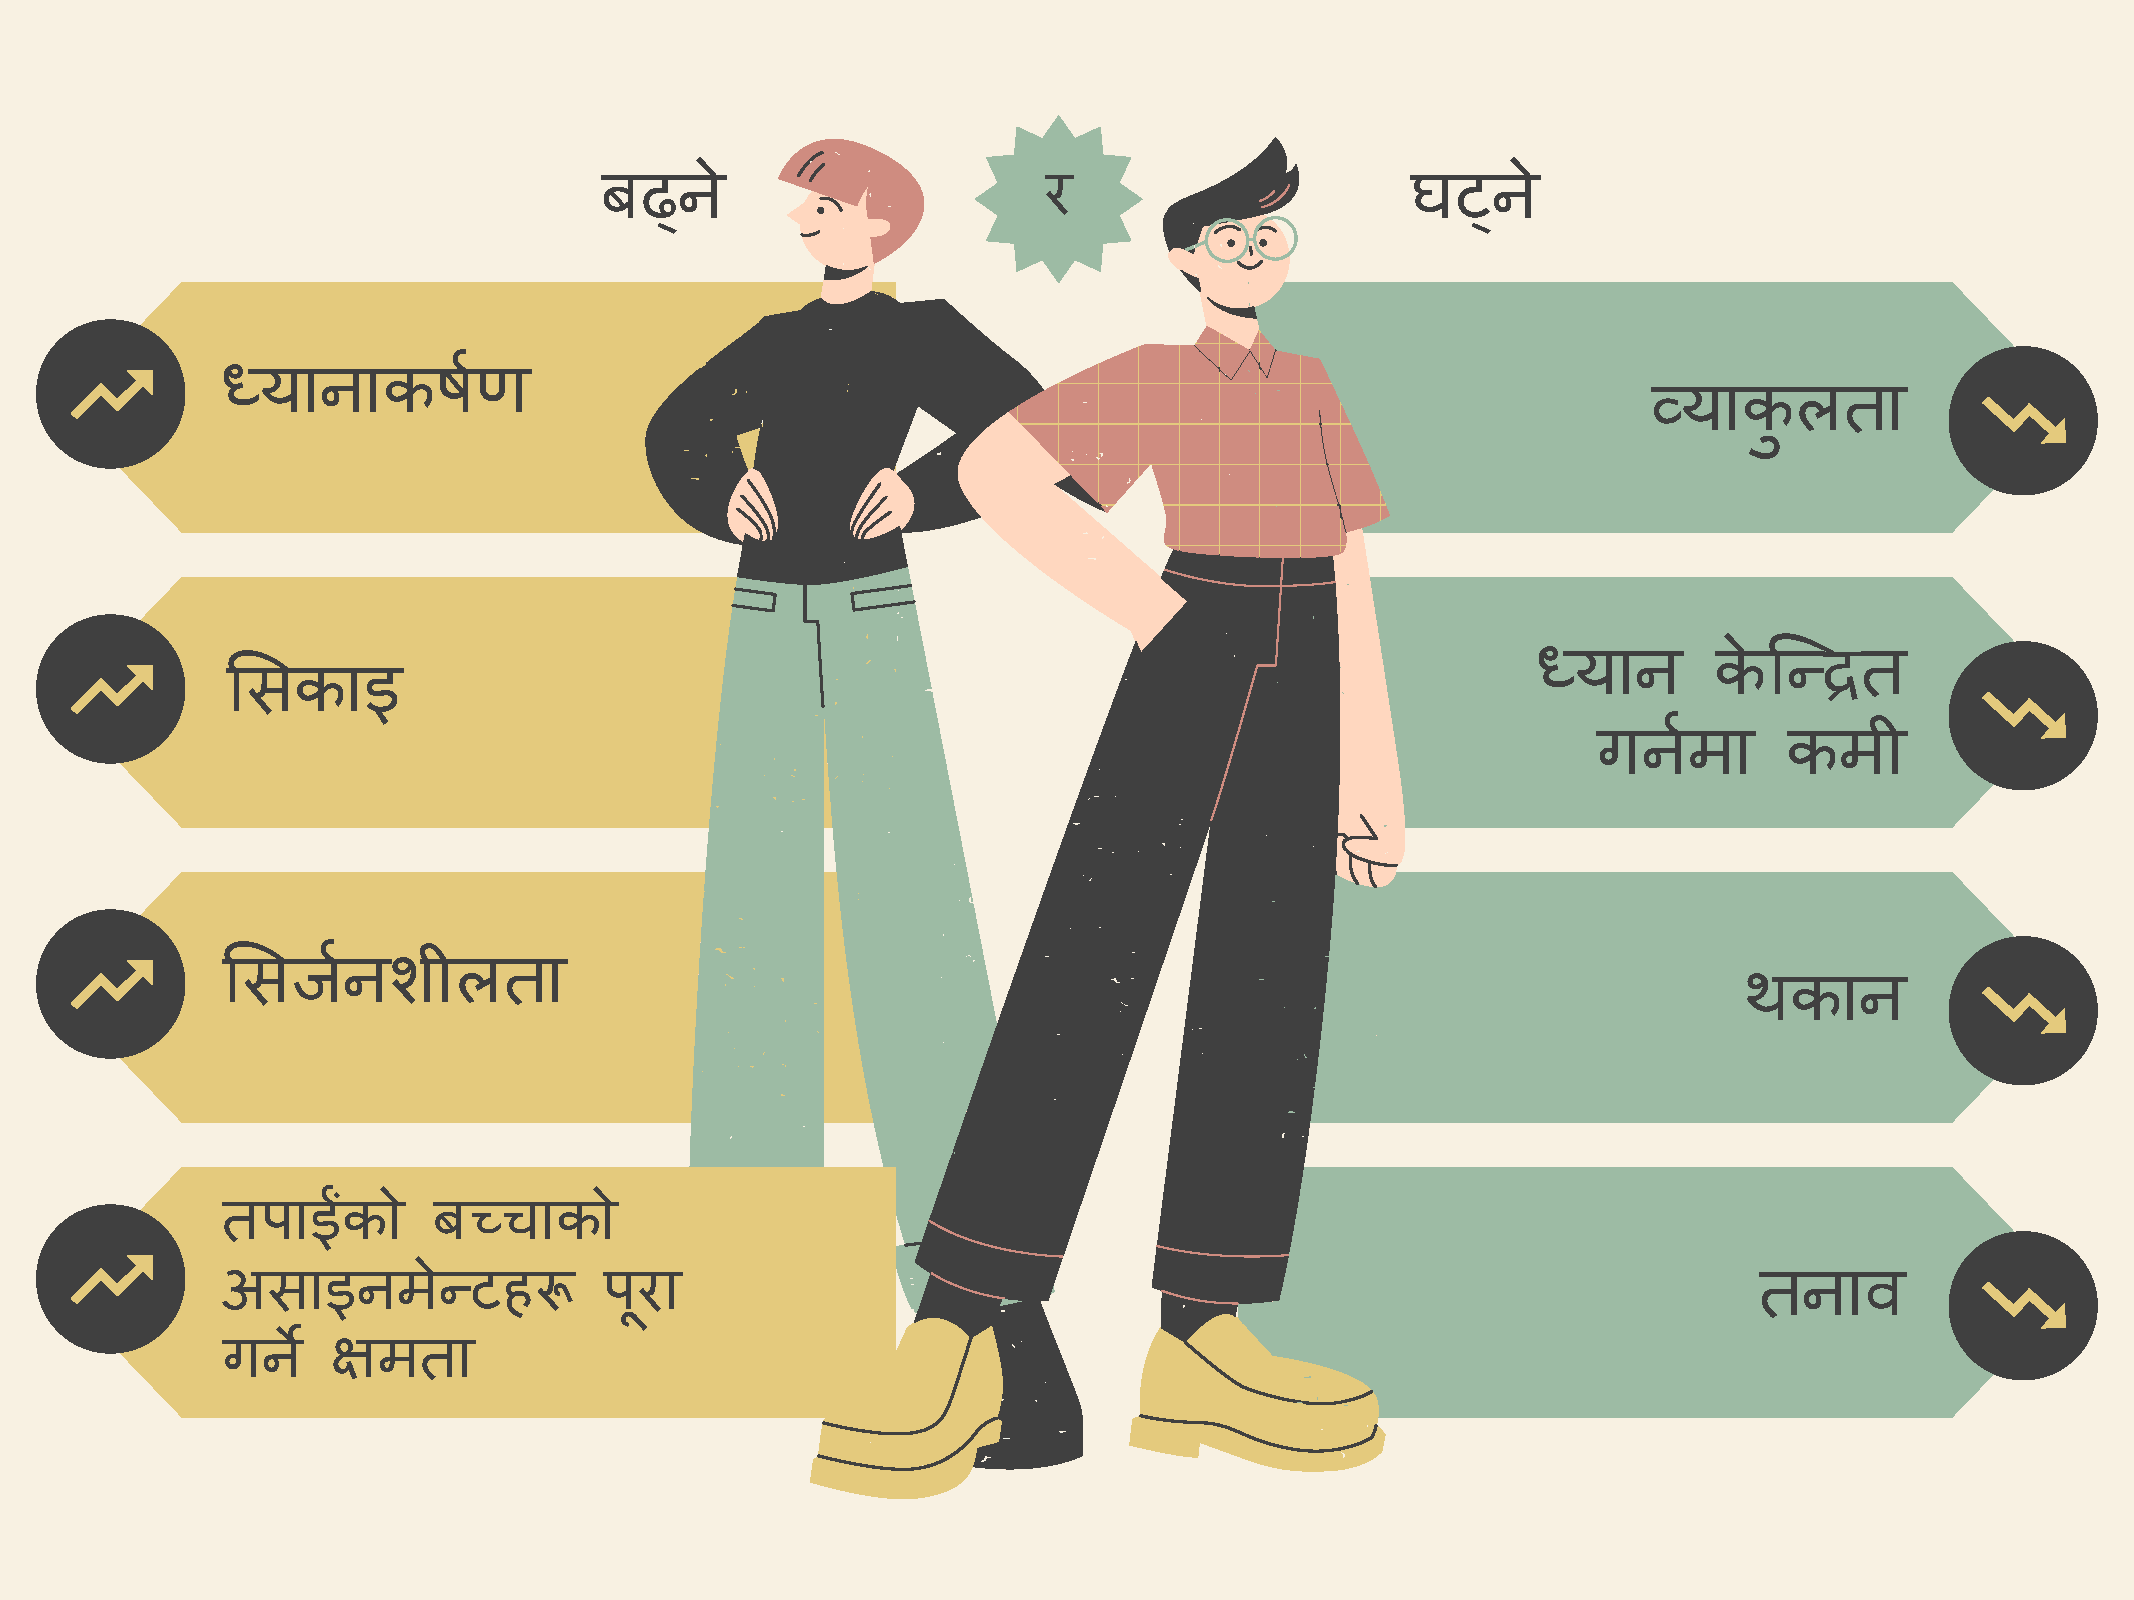 बढ्ने र घट्ने
ध्यानाकर्षण
सिकाइ
सिर्जनशीलता
तपाईंको बच्चाको
असाइनमेन्टहरू पूरा
गर्ने क्षमता
व्याकुलता
ध्यान केन्द्रित
गर्नमा कमी
थकान
तनाव